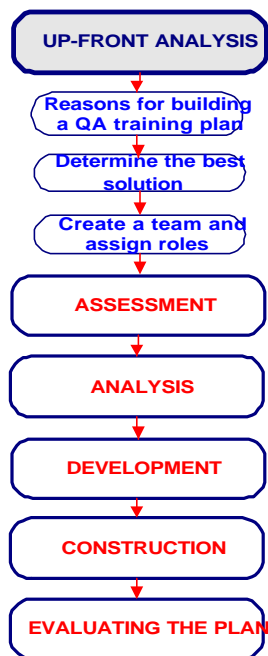 UP-FRONT ANALYSIS
Reasons for building
a QA training plan
Determine the best
solution
Create a team and
assign roles
ASSESSMENT
ANALYSIS
DEVELOPMENT
CONSTRUCTION
EVALUATING THE PLAN